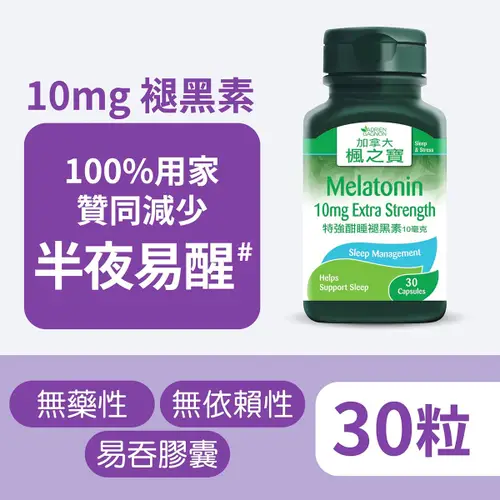 10mg 褪黑素
100%用家
贊同減少
半夜易醒#
無藥性
無依賴性
易吞膠囊
30粒
ADRIEN GAGNON
加拿大
楓之寶
Sleep
& Stress
Melatonin
10mg Extra Strength
特強酣睡褪黑素10毫克
Sleep Management
Helps
Support Sleep
30
Capsules